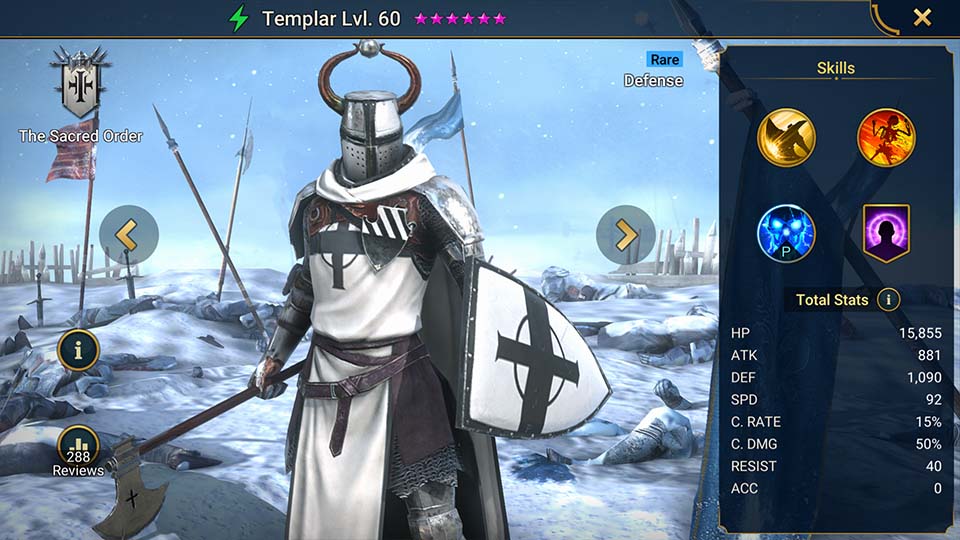 Templar Lvl. 60
The Sacred Order
Rare
Defense
288
Reviews
Skills
P
Total Stats i
HP 15,855
ATK 881
DEF 1,090
SPD 92
C. RATE 15%
C. DMG 50%
RESIST 40
ACC 0